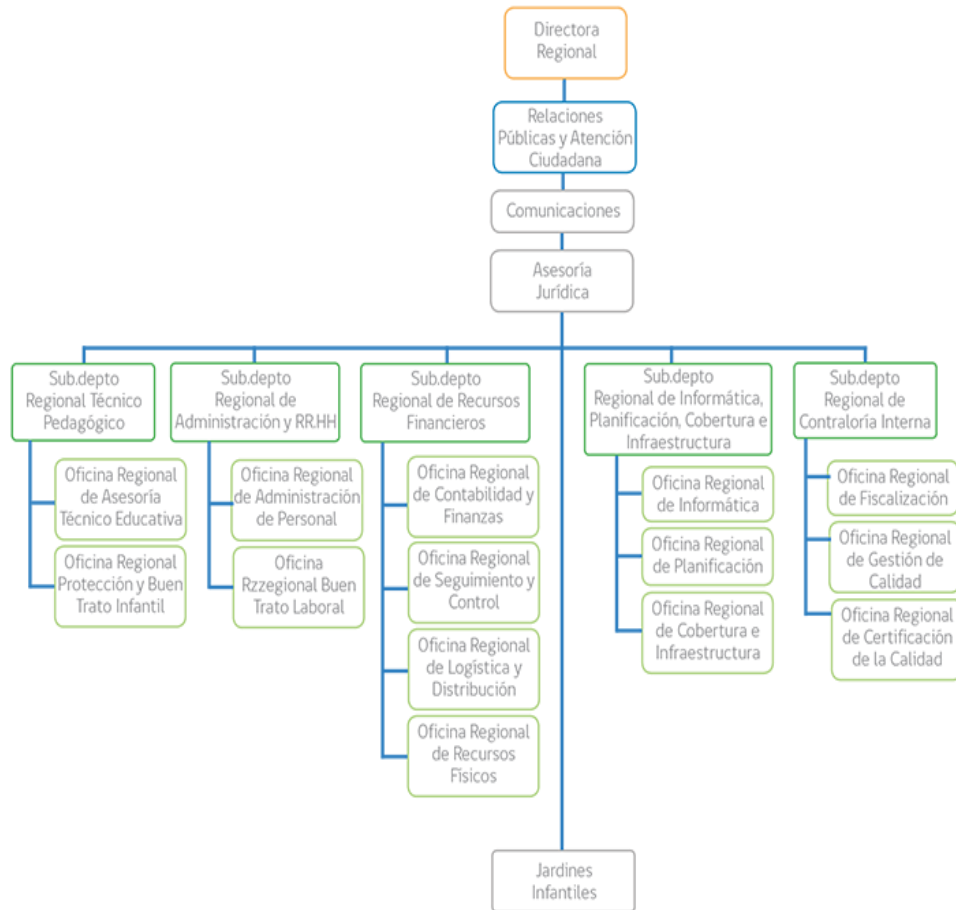 Directora
Regional
Relaciones
Públicas y Atención
Ciudadana
Comunicaciones
Asesoría
Jurídica
Sub.depto
Regional Técnico
Pedagógico
Oficina Regional
de Asesoría
Técnico Educativa
Oficina Regional
Protección y Buen
Trato Infantil
Sub.depto
Regional de
Administración y RR.HH
Oficina Regional
de Administración
de Personal
Oficina
Rzzegional Buen
Trato Laboral
Sub.depto
Regional de Recursos
Financieros
Oficina Regional
de Contabilidad y
Finanzas
Oficina Regional
de Seguimiento y
Control
Oficina Regional
de Logística y
Distribución
Oficina Regional
de Recursos
Físicos
Sub.depto
Regional de Informática,
Planificación, Cobertura e
Infraestructura
Oficina Regional
de Informática
Oficina Regional
de Planificación
Oficina Regional
de Cobertura e
Infraestructura
Sub.depto
Regional de
Contraloría Interna
Oficina Regional
de Fiscalización
Oficina Regional
de Gestión de
Calidad
Oficina Regional
de Certificación
de la Calidad
Jardines
Infantiles